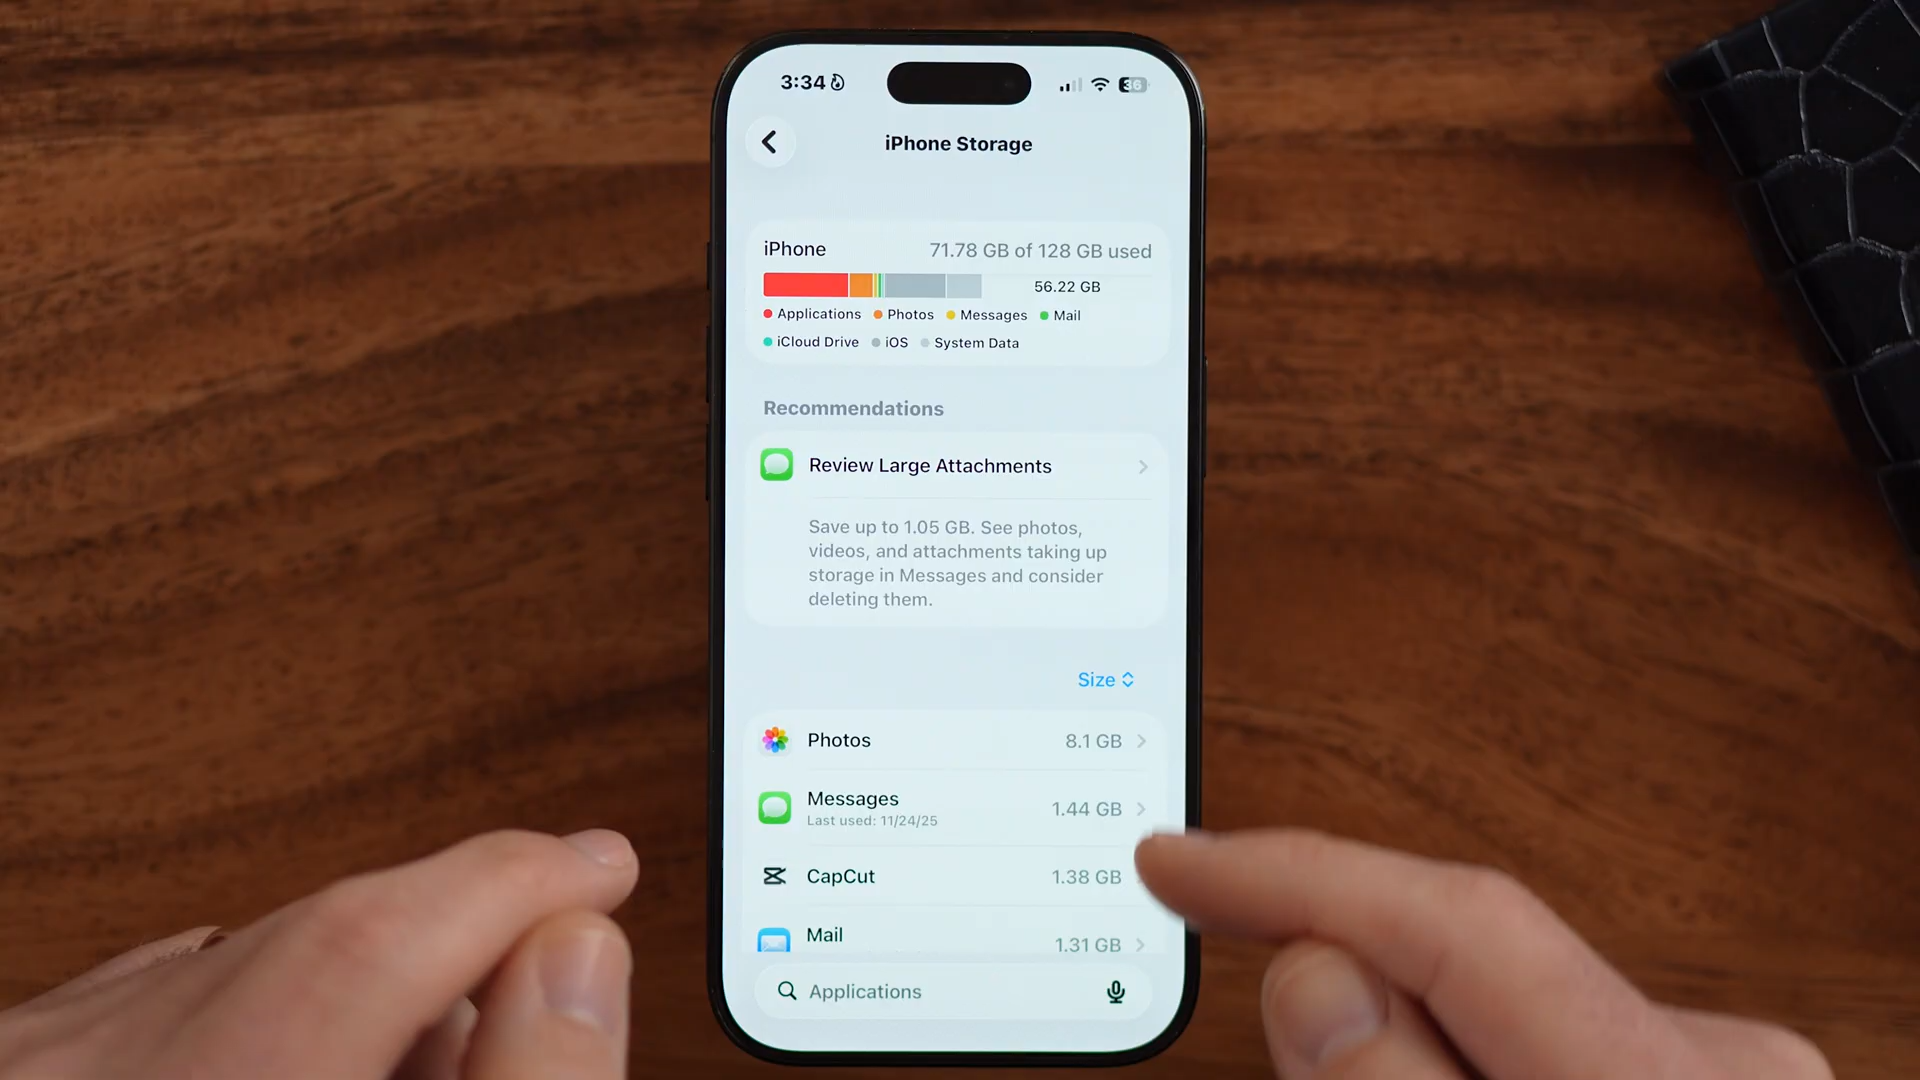 3:34
36
iPhone Storage
iPhone 71.78 GB of 128 GB used
56.22 GB
Applications Photos Messages Mail
iCloud Drive iOS System Data
Recommendations
Review Large Attachments
Save up to 1.05 GB. See photos,
videos, and attachments taking up
storage in Messages and consider
deleting them.
Size
Photos 8.1 GB
Messages 1.44 GB
Last used: 11/24/25
CapCut 1.38 GB
Mail 1.31 GB
Applications